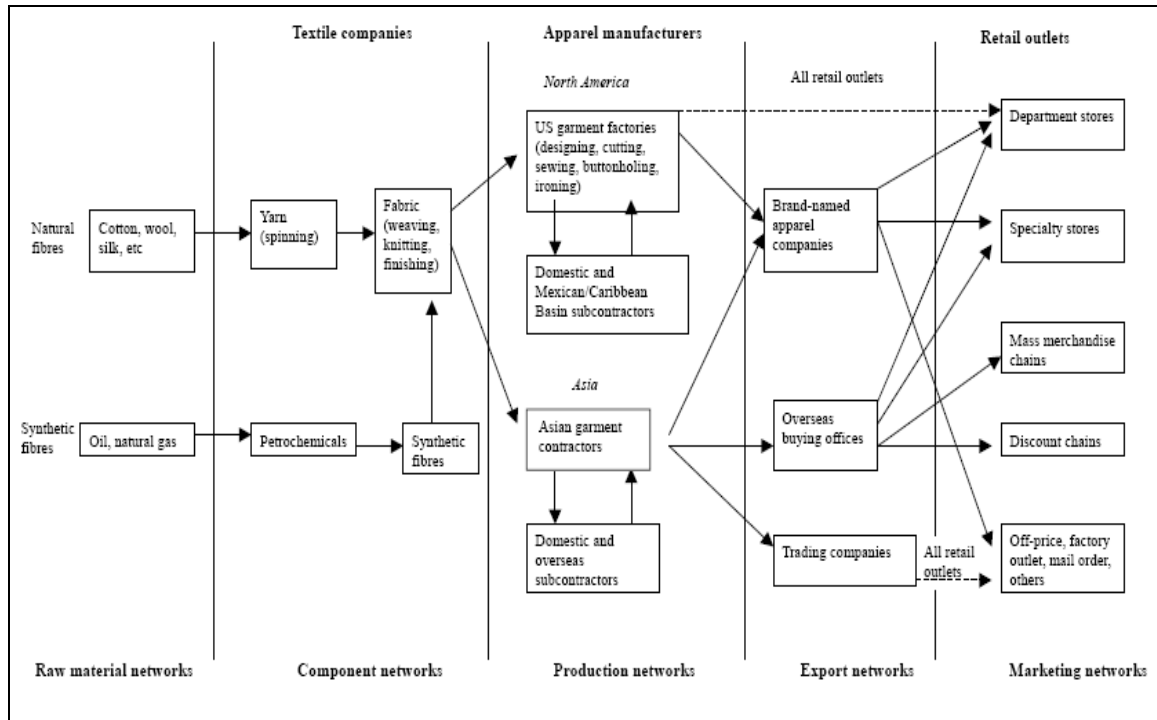 Textile companies
Apparel manufacturers
Retail outlets
North America
All retail outlets
US garment factories
(designing, cutting,
sewing, buttonholing,
ironing)
Department stores
Natural
fibres
Cotton, wool,
silk, etc
Yarn
(spinning)
Fabric
(weaving,
knitting,
finishing)
Brand-named
apparel
companies
Specialty stores
Domestic and
Mexican/Caribbean
Basin subcontractors
Mass merchandise
chains
Asia
Synthetic
fibres
Oil, natural gas
Petrochemicals
Synthetic
fibres
Asian garment
contractors
Overseas
buying offices
Discount chains
Domestic and
overseas
subcontractors
Trading companies
All retail
outlets
Off-price, factory
outlet, mail order,
others
Raw material networks
Component networks
Production networks
Export networks
Marketing networks